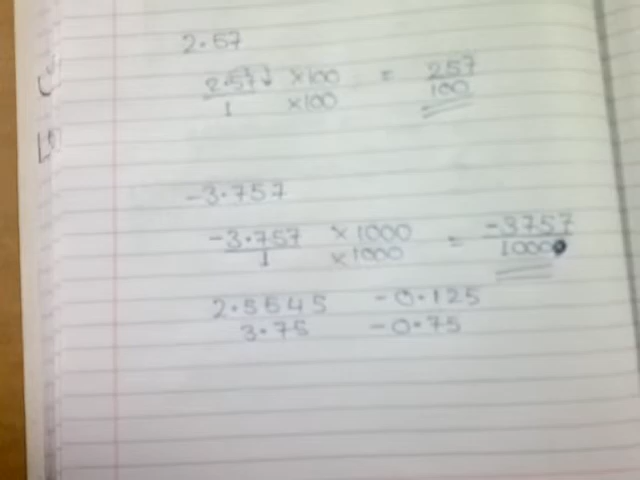 2.57
2.57 ×100 = 257
1 ×100 100
-3.757
-3.757 ×1000 = -3757
1 ×1000 1000
2.5545 -0.125
3.75 -0.75